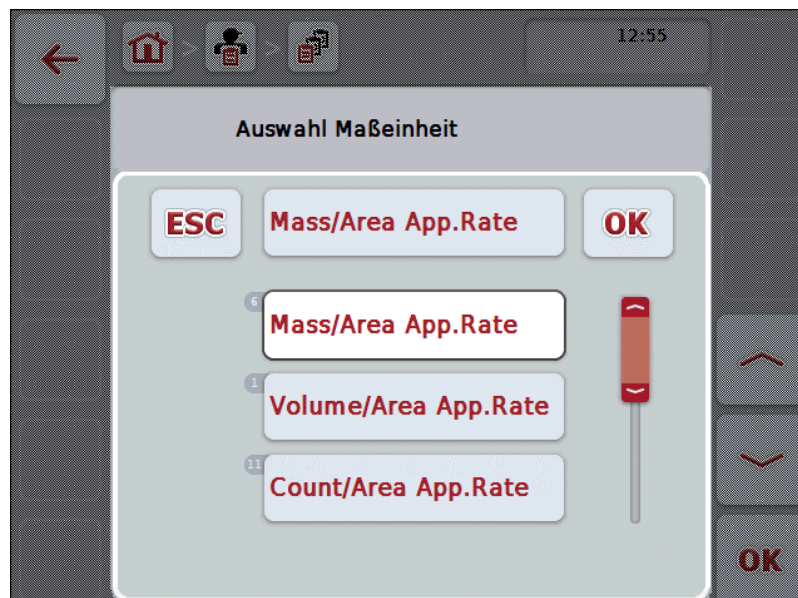 12:55
Auswahl Maßeinheit
ESC
Mass/Area App.Rate
OK
6
Mass/Area App.Rate
1
Volume/Area App.Rate
11
Count/Area App.Rate
OK